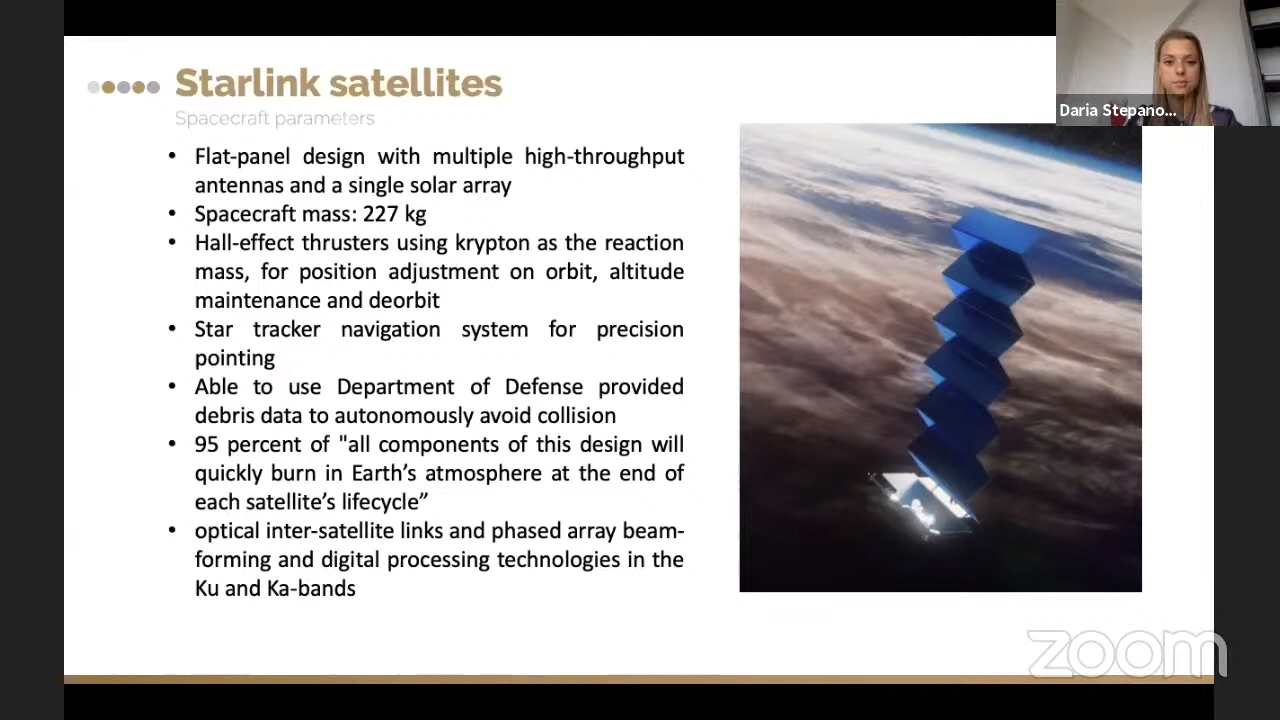 Starlink satellites
Spacecraft parameters
• Flat-panel design with multiple high-throughput
antennas and a single solar array
• Spacecraft mass: 227 kg
• Hall-effect thrusters using krypton as the reaction
mass, for position adjustment on orbit, altitude
maintenance and deorbit
• Star tracker navigation system for precision
pointing
• Able to use Department of Defense provided
debris data to autonomously avoid collision
• 95 percent of "all components of this design will
quickly burn in Earth’s atmosphere at the end of
each satellite’s lifecycle”
• optical inter-satellite links and phased array beam-
forming and digital processing technologies in the
Ku and Ka-bands
Daria Stepano...
zoom